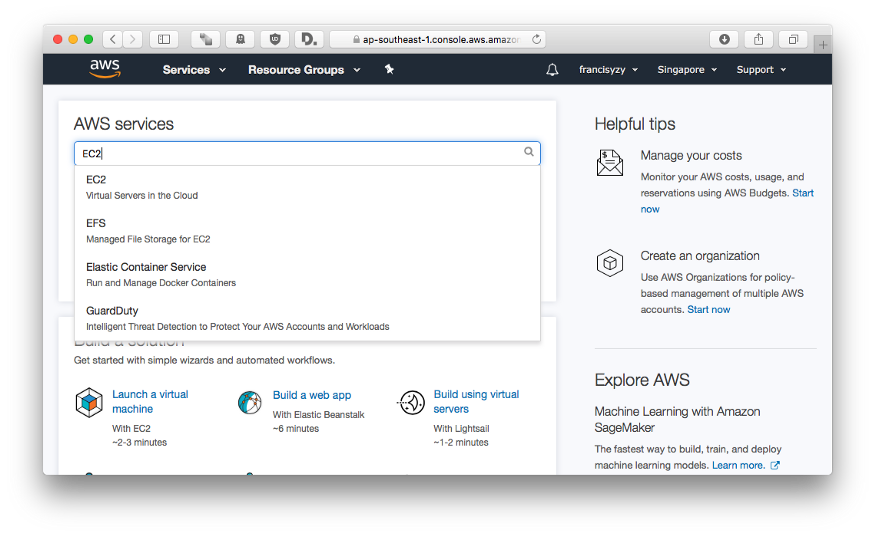 ap-southeast-1.console.aws.amazon
aws
Services
Resource Groups
francisyzy
Singapore
Support
AWS services
EC2
EC2
Virtual Servers in the Cloud
EFS
Managed File Storage for EC2
Elastic Container Service
Run and Manage Docker Containers
GuardDuty
Intelligent Threat Detection to Protect Your AWS Accounts and Workloads
Build a solution
Get started with simple wizards and automated workflows.
Launch a virtual
machine
With EC2
~2-3 minutes
Build a web app
With Elastic Beanstalk
~6 minutes
Build using virtual
servers
With Lightsail
~1-2 minutes
Helpful tips
Manage your costs
Monitor your AWS costs, usage, and
reservations using AWS Budgets. Start
now
Create an organization
Use AWS Organizations for policy-
based management of multiple AWS
accounts. Start now
Explore AWS
Machine Learning with Amazon
SageMaker
The fastest way to build, train, and deploy
machine learning models. Learn more.